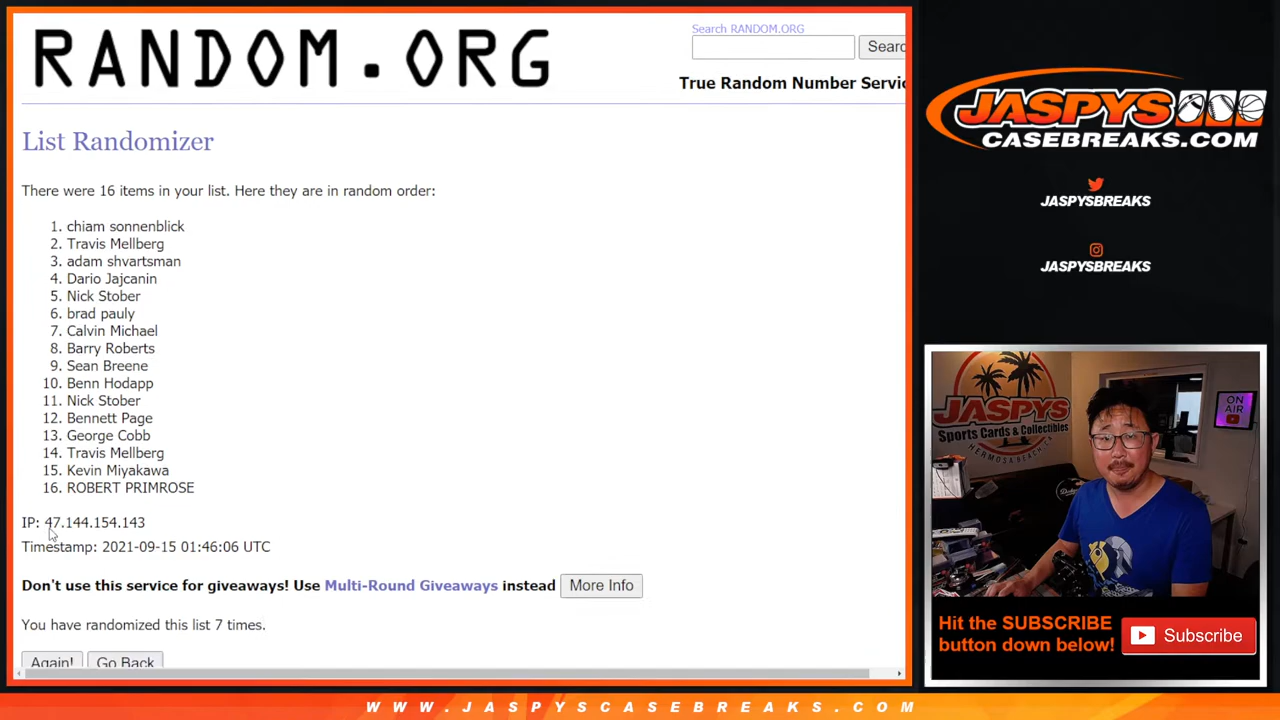 RANDOM.ORG
Search RANDOM.ORG
Searc
True Random Number Servic
List Randomizer
There were 16 items in your list. Here they are in random order:
1. chiam sonnenblick
2. Travis Mellberg
3. adam shvartsman
4. Dario Jajcanin
5. Nick Stober
6. brad pauly
7. Calvin Michael
8. Barry Roberts
9. Sean Breene
10. Benn Hodapp
11. Nick Stober
12. Bennett Page
13. George Cobb
14. Travis Mellberg
15. Kevin Miyakawa
16. ROBERT PRIMROSE
IP: 47.144.154.143
Timestamp: 2021-09-15 01:46:06 UTC
Don't use this service for giveaways! Use Multi-Round Giveaways instead More Info
You have randomized this list 7 times.
Again! Go Back
JASPYS
CASEBREAKS.COM
JASPYSBREAKS
JASPYSBREAKS
JASPYS
Sports Cards & Collectibles
HERMOSA BEACH, CA
ON
AIR
Hit the SUBSCRIBE
button down below!
Subscribe
WWW.JASPYSCASEBREAKS.COM